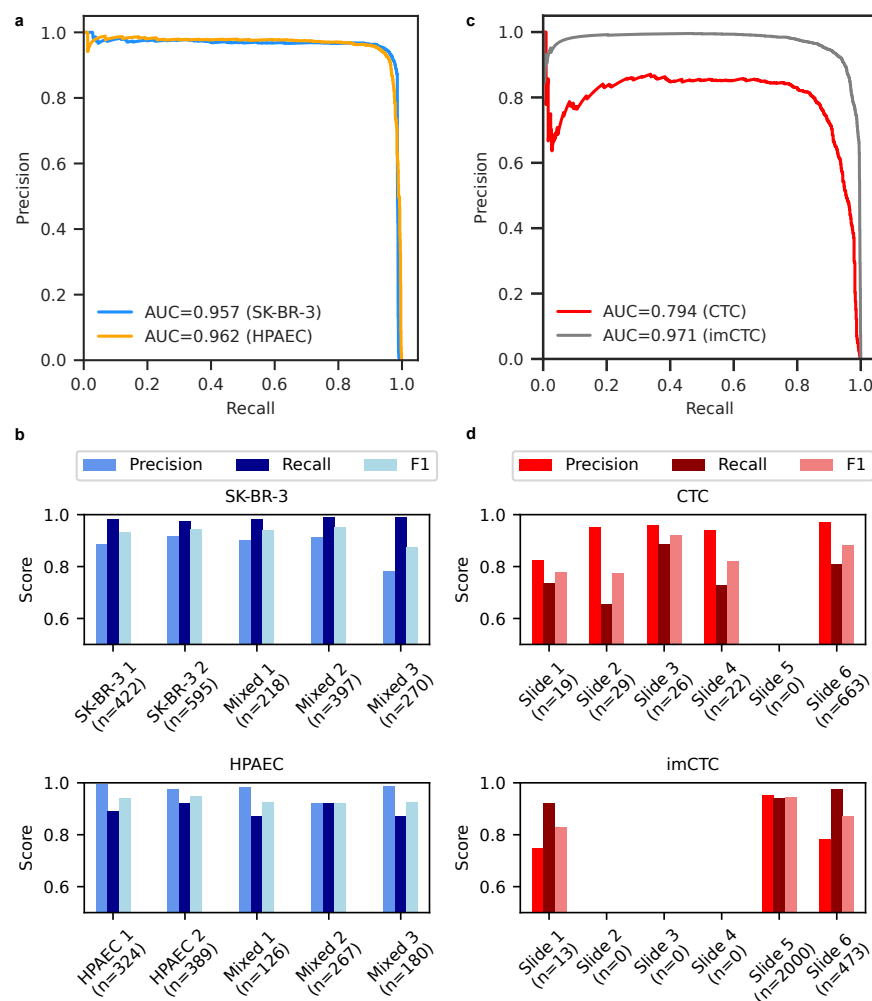 a
1.0
0.8
0.6
0.4
0.2
0.0
Precision
AUC=0.957 (SK-BR-3)
AUC=0.962 (HPAEC)
0.0 0.2 0.4 0.6 0.8 1.0
Recall
c
1.0
0.8
0.6
0.4
0.2
0.0
Precision
AUC=0.794 (CTC)
AUC=0.971 (imCTC)
0.0 0.2 0.4 0.6 0.8 1.0
Recall
b
Precision Recall F1
SK-BR-3
1.0
0.8
0.6
Score
SK-BR-3 1
(n=422)
SK-BR-3 2
(n=595)
Mixed 1
(n=218)
Mixed 2
(n=397)
Mixed 3
(n=270)
HPAEC
1.0
0.8
0.6
Score
HPAEC 1
(n=324)
HPAEC 2
(n=389)
Mixed 1
(n=126)
Mixed 2
(n=267)
Mixed 3
(n=180)
d
Precision Recall F1
CTC
1.0
0.8
0.6
Score
Slide 1
(n=19)
Slide 2
(n=29)
Slide 3
(n=26)
Slide 4
(n=22)
Slide 5
(n=0)
Slide 6
(n=663)
imCTC
1.0
0.8
0.6
Score
Slide 1
(n=13)
Slide 2
(n=0)
Slide 3
(n=0)
Slide 4
(n=0)
Slide 5
(n=2000)
Slide 6
(n=473)